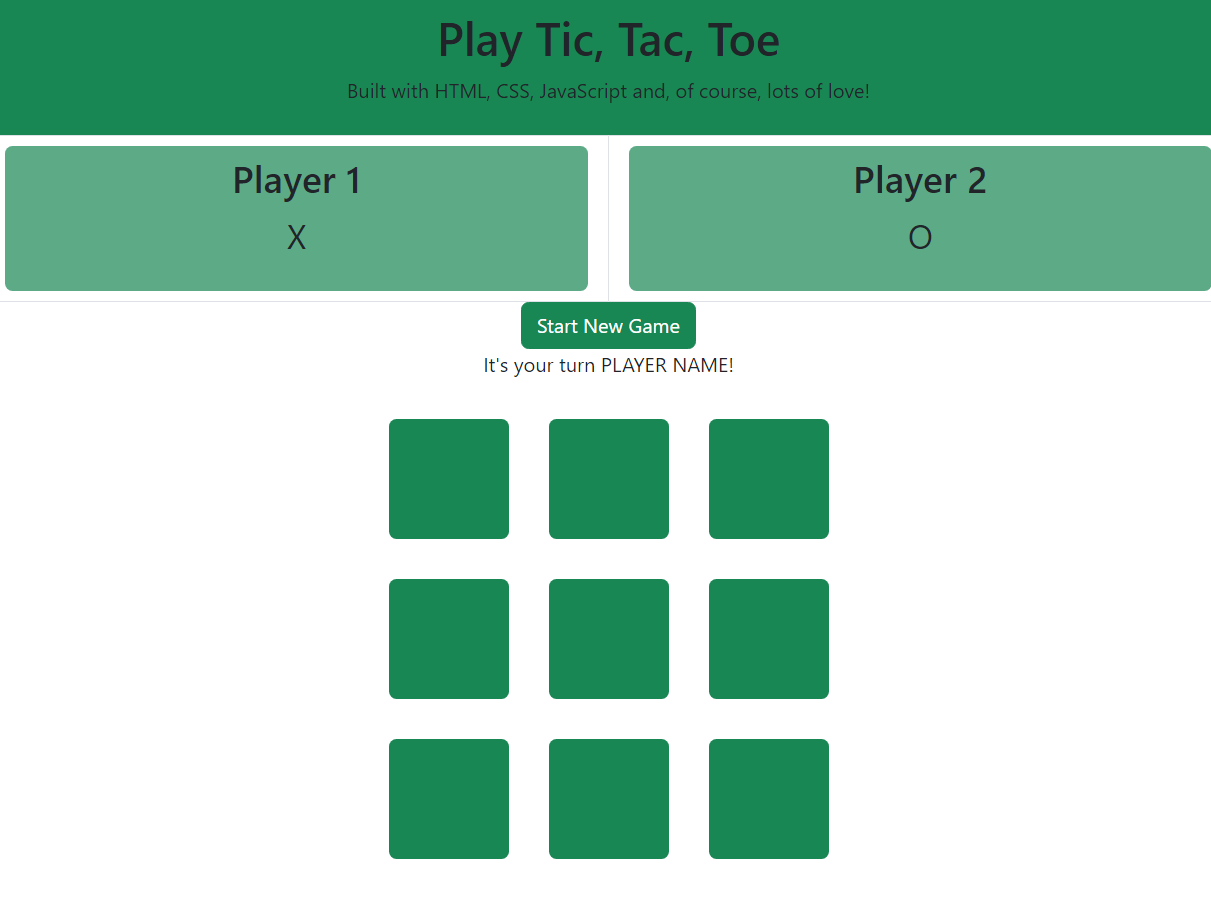 Play Tic, Tac, Toe
Built with HTML, CSS, JavaScript and, of course, lots of love!
Player 1
X
Player 2
O
Start New Game
It's your turn PLAYER NAME!